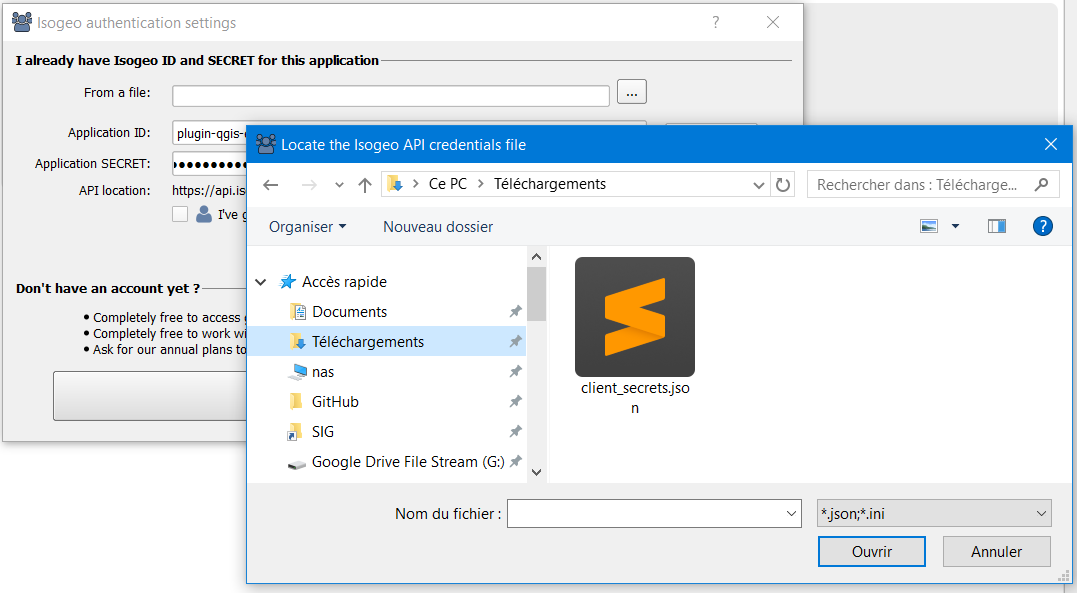 Isogeo authentication settings
?
I already have Isogeo ID and SECRET for this application
From a file:
...
Application ID:
plugin-qgis-
Application SECRET:
API location:
https://api.is
I've
Don't have an account yet ?
• Completely free to access
• Completely free to work wi
• Ask for our annual plans to
Locate the Isogeo API credentials file
Ce PC > Téléchargements
Rechercher dans : Télécharge...
Organiser
Nouveau dossier
?
Accès rapide
Documents
Téléchargements
nas
GitHub
SIG
Google Drive File Stream (G:)
client_secrets.jso
n
Nom du fichier :
*.json;*.ini
Ouvrir
Annuler